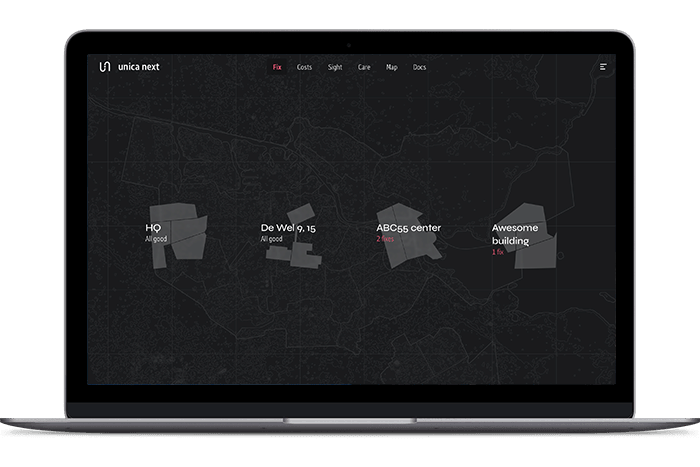 unica next
Fix Costs Sight Care Map Docs
HQ
All good
De Wel 9, 15
All good
ABC55 center
2 fixes
Awesome
building
1 fix